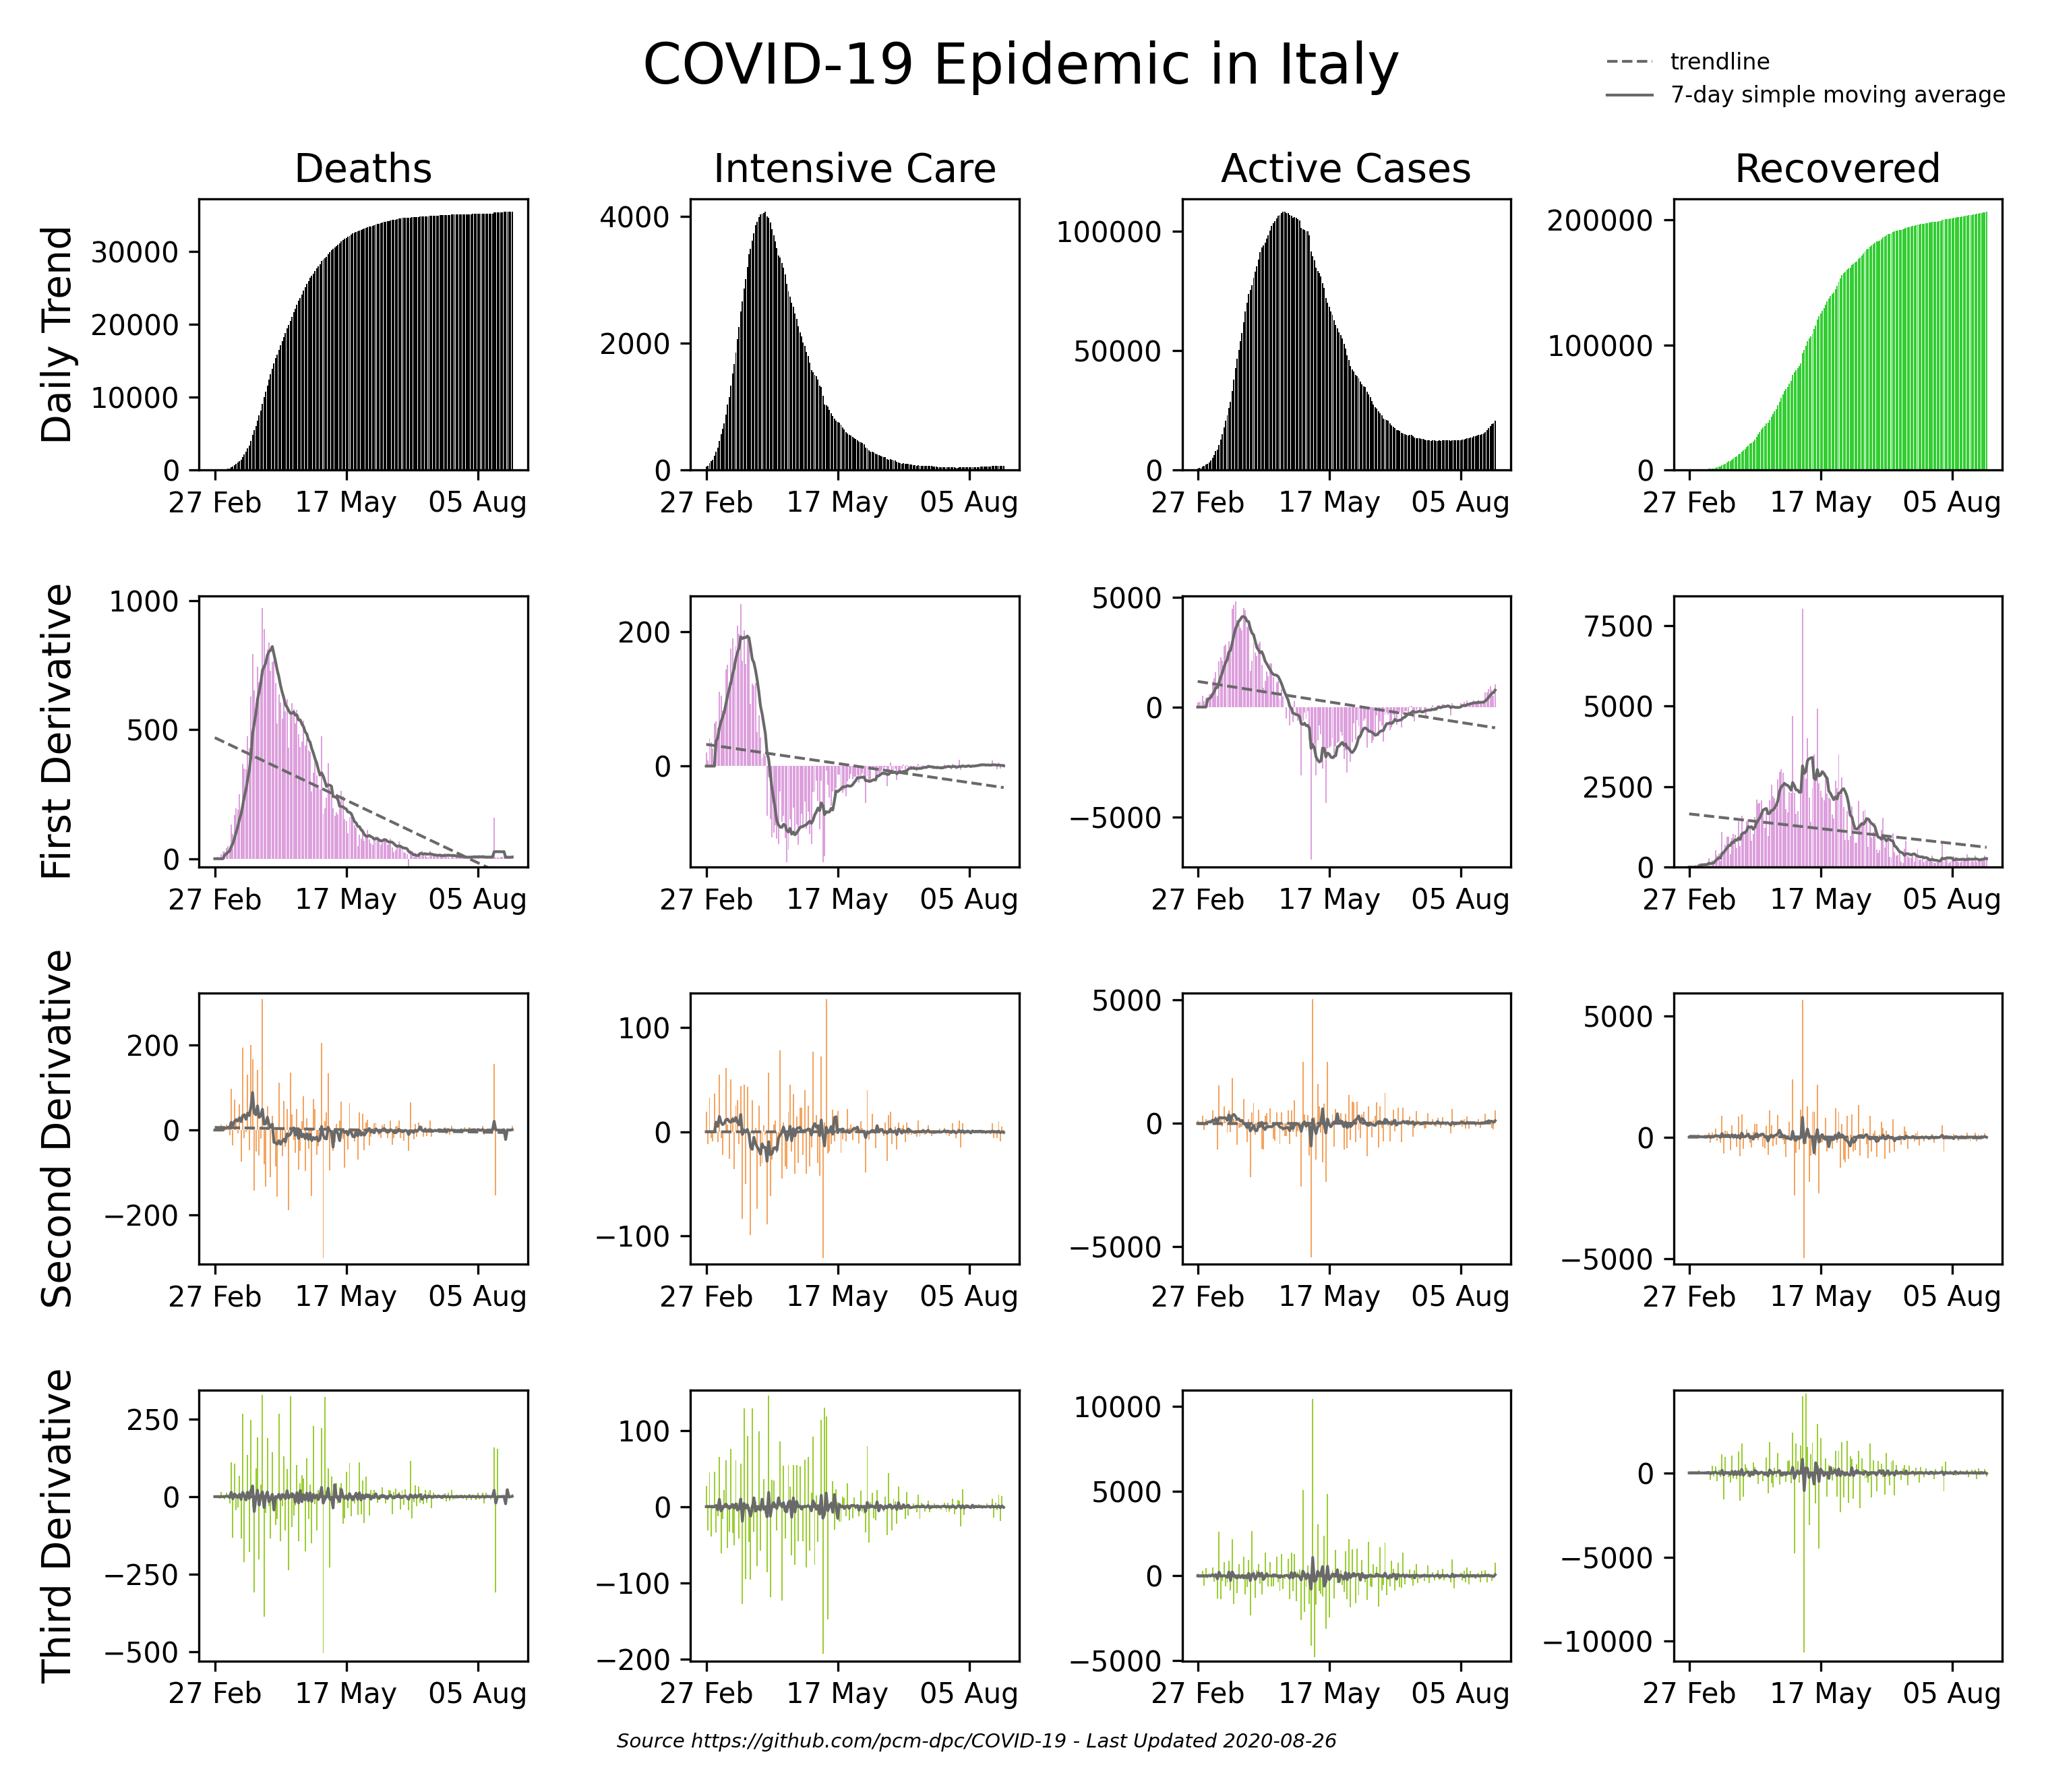 COVID-19 Epidemic in Italy
trendline
7-day simple moving average
Deaths
Intensive Care
Active Cases
Recovered
Daily Trend
30000
20000
10000
0
27 Feb 17 May 05 Aug
4000
2000
0
27 Feb 17 May 05 Aug
100000
50000
0
27 Feb 17 May 05 Aug
200000
100000
0
27 Feb 17 May 05 Aug
First Derivative
1000
500
0
27 Feb 17 May 05 Aug
200
0
27 Feb 17 May 05 Aug
5000
0
−5000
27 Feb 17 May 05 Aug
7500
5000
2500
0
27 Feb 17 May 05 Aug
Second Derivative
200
0
−200
27 Feb 17 May 05 Aug
100
0
−100
27 Feb 17 May 05 Aug
5000
0
−5000
27 Feb 17 May 05 Aug
5000
0
−5000
27 Feb 17 May 05 Aug
Third Derivative
250
0
−250
−500
27 Feb 17 May 05 Aug
100
0
−100
−200
27 Feb 17 May 05 Aug
10000
5000
0
−5000
27 Feb 17 May 05 Aug
0
−5000
−10000
27 Feb 17 May 05 Aug
Source https://github.com/pcm-dpc/COVID-19 - Last Updated 2020-08-26